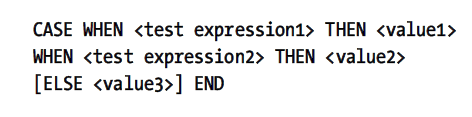 CASE WHEN <test expression1> THEN <value1>
WHEN <test expression2> THEN <value2>
[ELSE <value3>] END